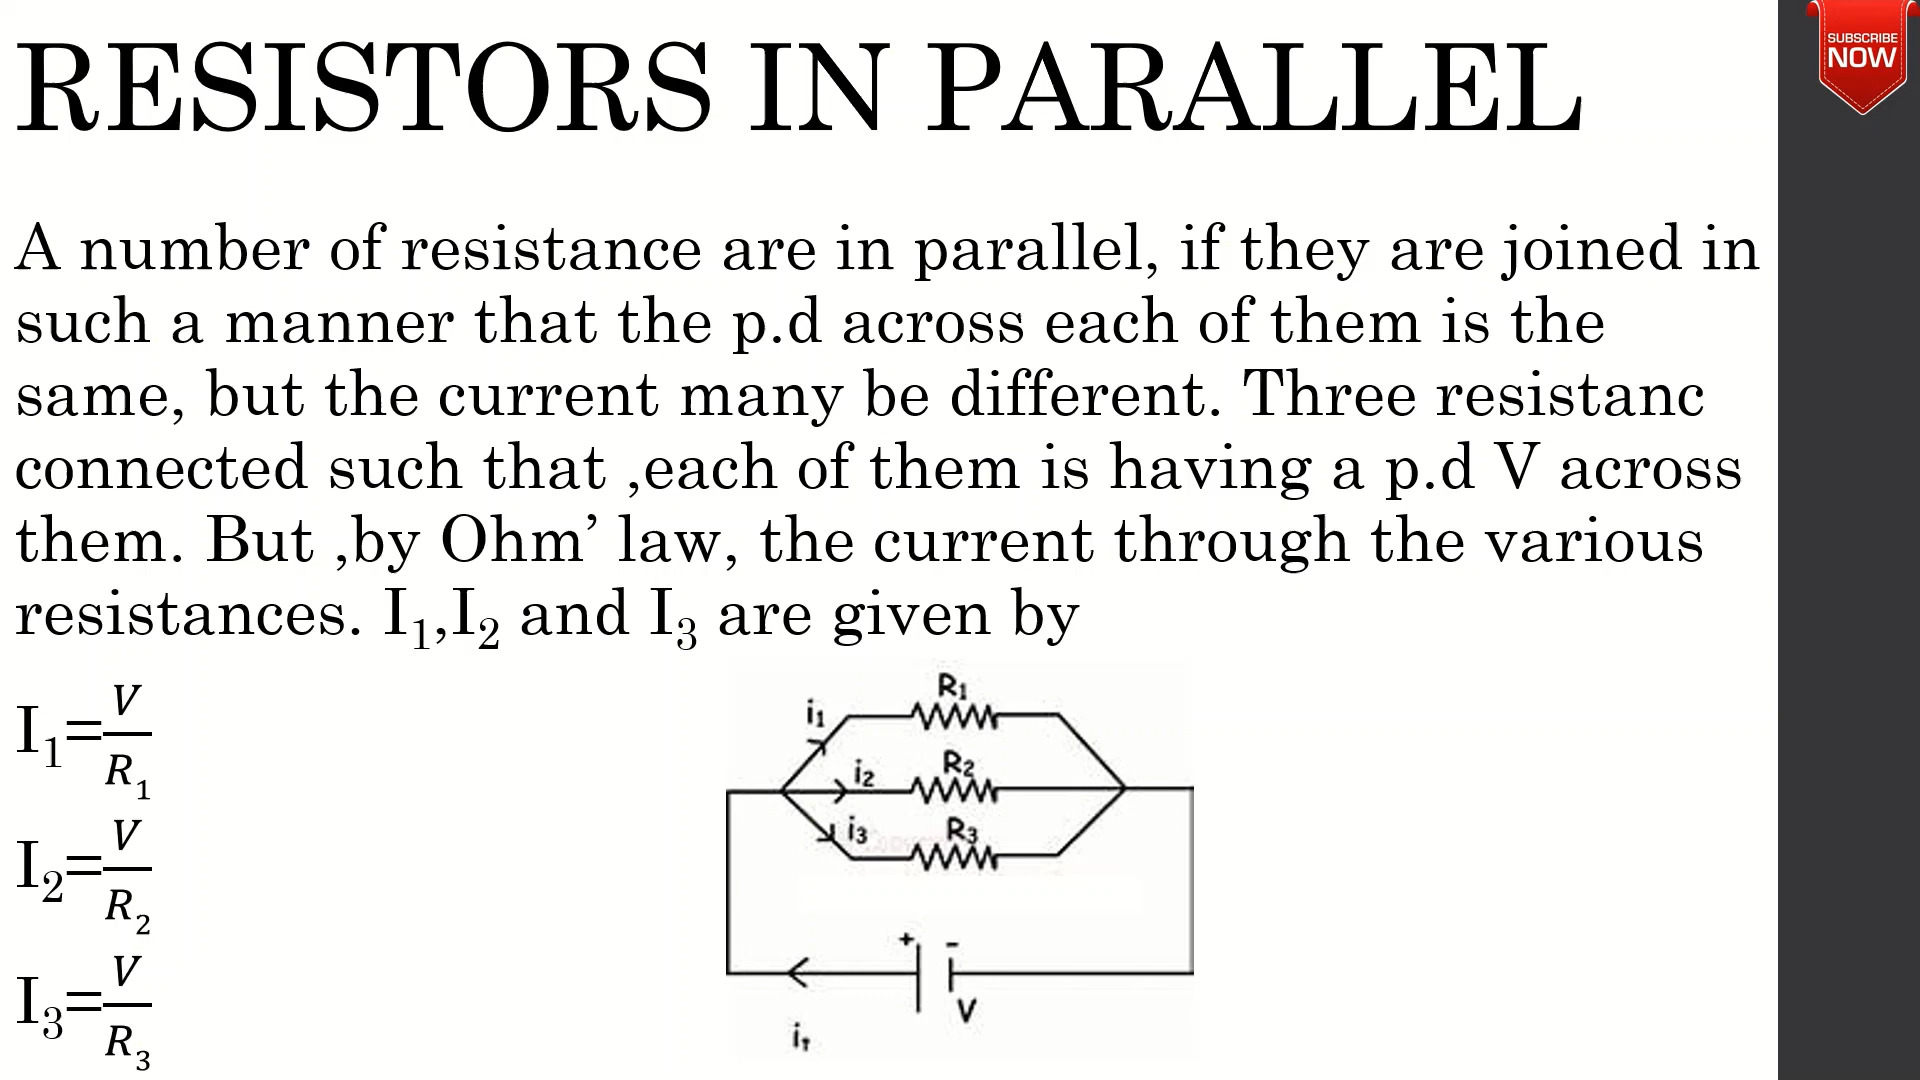 RESISTORS IN PARALLEL
SUBSCRIBE
NOW
A number of resistance are in parallel, if they are joined in
such a manner that the p.d across each of them is the
same, but the current many be different. Three resistanc
connected such that ,each of them is having a p.d V across
them. But ,by Ohm’ law, the current through the various
resistances. I₁,I₂ and I₃ are given by
I₁=V/R₁
I₂=V/R₂
I₃=V/R₃
R₁
i₁
R₂
i₂
R₃
i₃
+ -
V